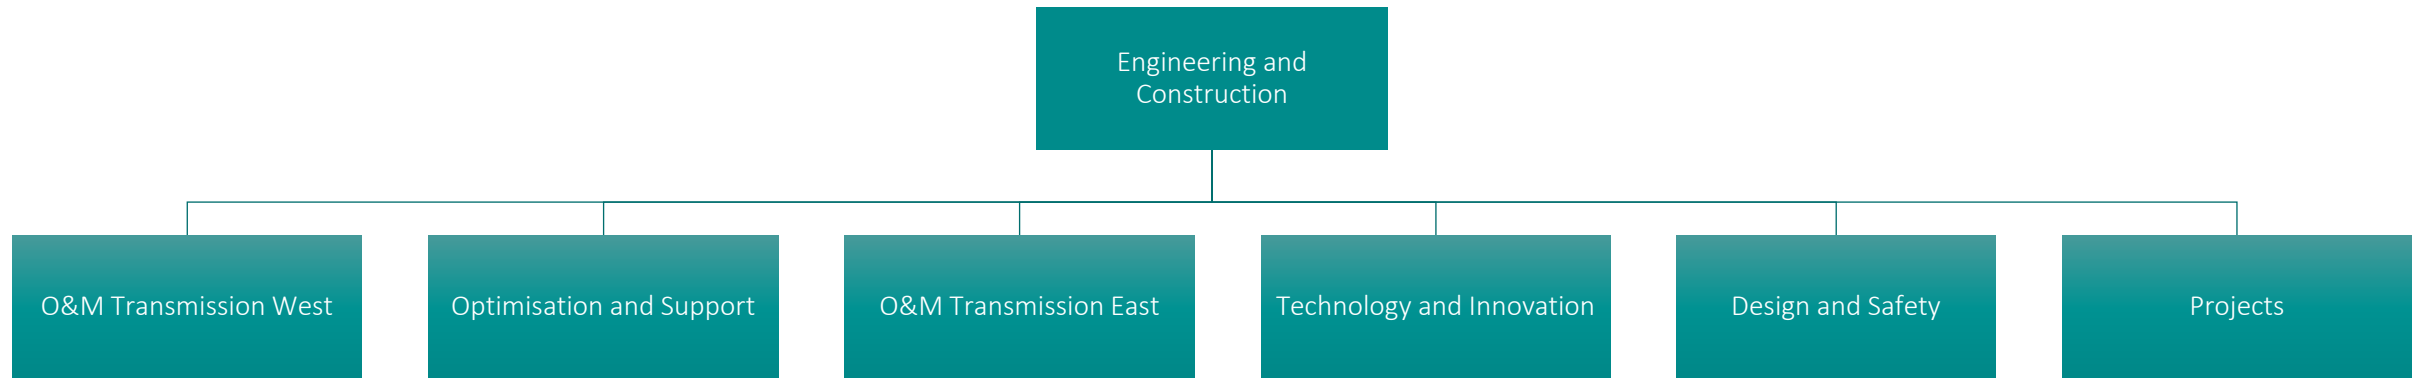 Engineering and
Construction
O&M Transmission West
Optimisation and Support
O&M Transmission East
Technology and Innovation
Design and Safety
Projects